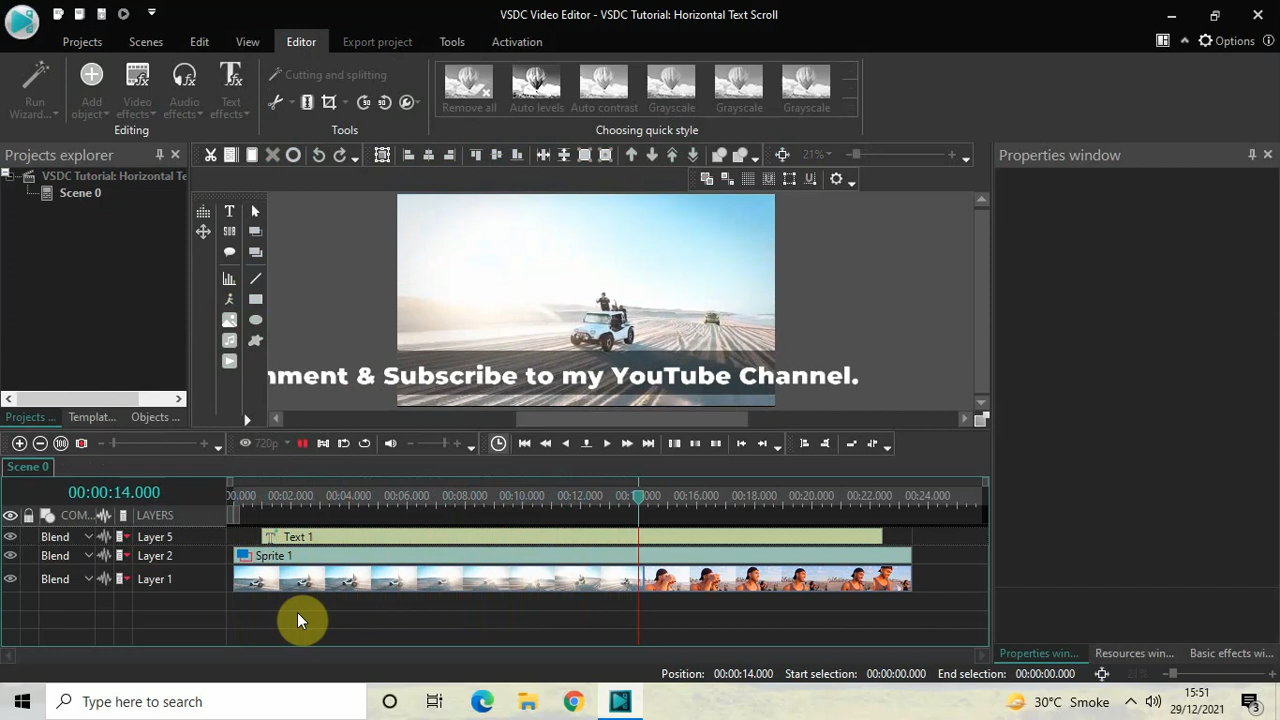 VSDC Video Editor - VSDC Tutorial: Horizontal Text Scroll
Projects Scenes Edit View Editor Export project Tools Activation
Options
Run Wizard...
Add object
Video effects
Audio effects
Text effects
Editing
Cutting and splitting
Tools
Remove all Auto levels Auto contrast Grayscale Grayscale Grayscale
Choosing quick style
Projects explorer
21%
Properties window
VSDC Tutorial: Horizontal Te
Scene 0
nment & Subscribe to my YouTube Channel.
Projects ... Templat... Objects ...
720p
Scene 0
00:00:14.000
00:02.000 00:04.000 00:06.000 00:08.000 00:10.000 00:12.000 00:16.000 00:18.000 00:20.000 00:22.000 00:24.000
COM... LAYERS
Blend Layer 5 Text 1
Blend Layer 2 Sprite 1
Blend Layer 1
Properties win... Resources win... Basic effects wi...
Position: 00:00:14.000 Start selection: 00:00:00.000 End selection: 00:00:00.000 21%
Type here to search
30°C Smoke
15:51
29/12/2021
3